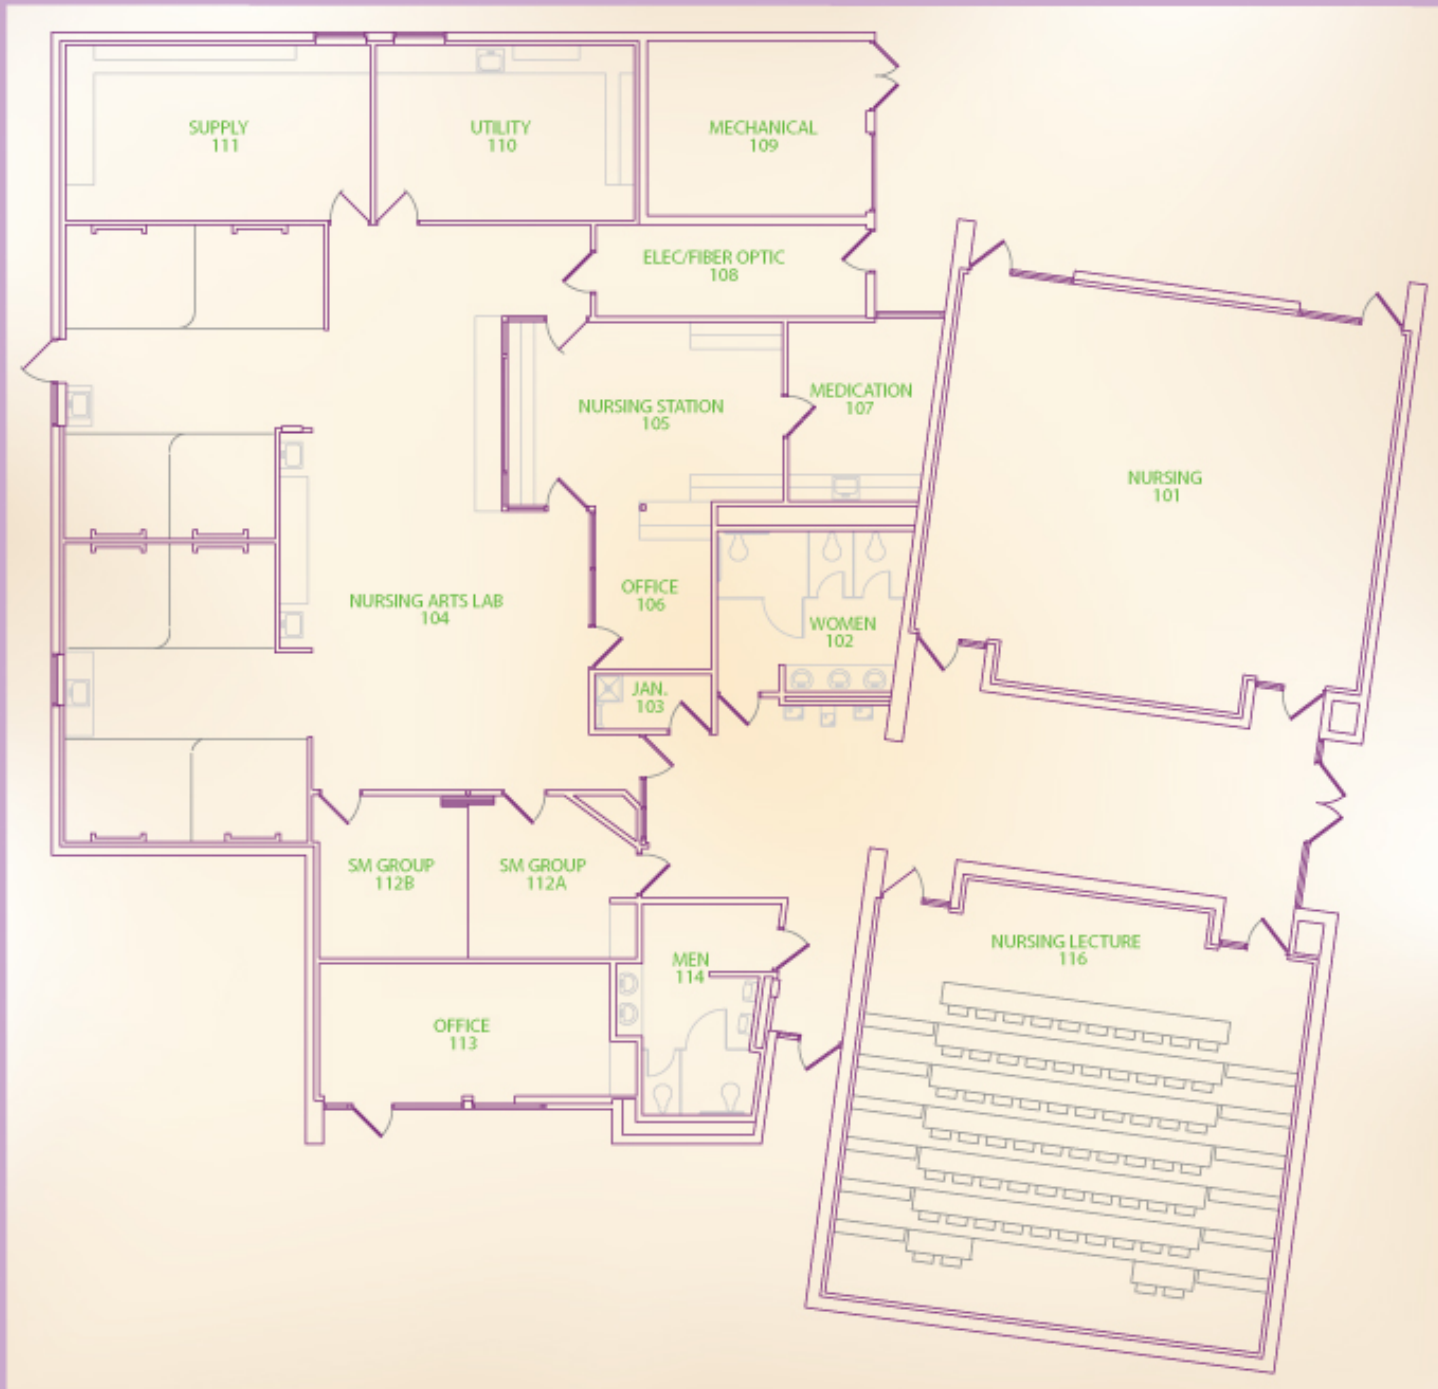 SUPPLY
111
UTILITY
110
MECHANICAL
109
ELEC/FIBER OPTIC
108
NURSING STATION
105
MEDICATION
107
NURSING
101
NURSING ARTS LAB
104
OFFICE
106
WOMEN
102
JAN.
103
SM GROUP
112B
SM GROUP
112A
MEN
114
NURSING LECTURE
116
OFFICE
113